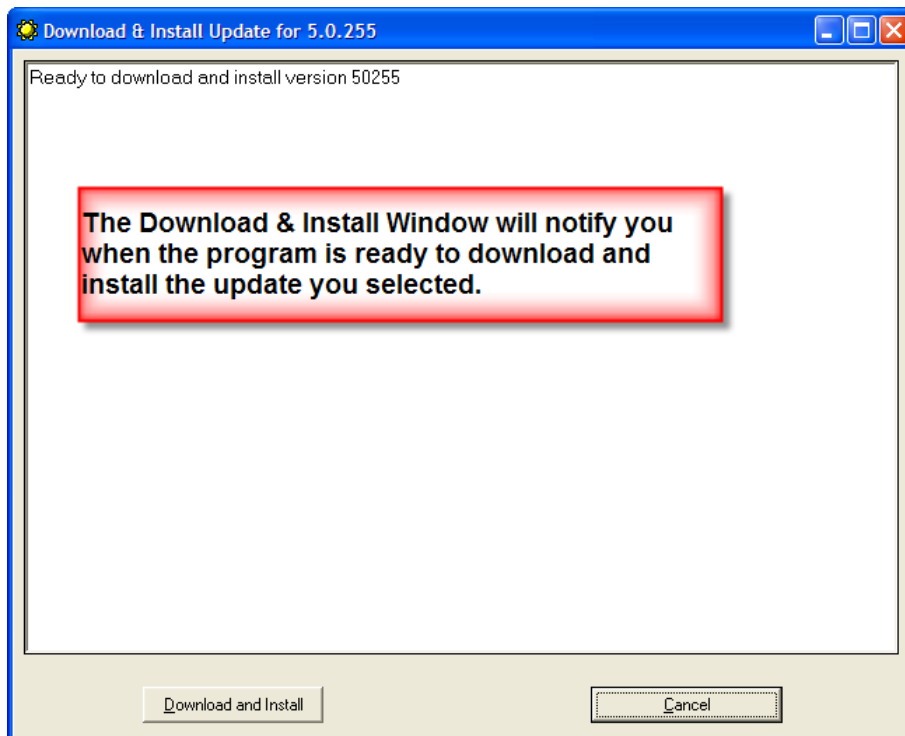 Download & Install Update for 5.0.255
Ready to download and install version 50255
The Download & Install Window will notify you
when the program is ready to download and
install the update you selected.
Download and Install
Cancel